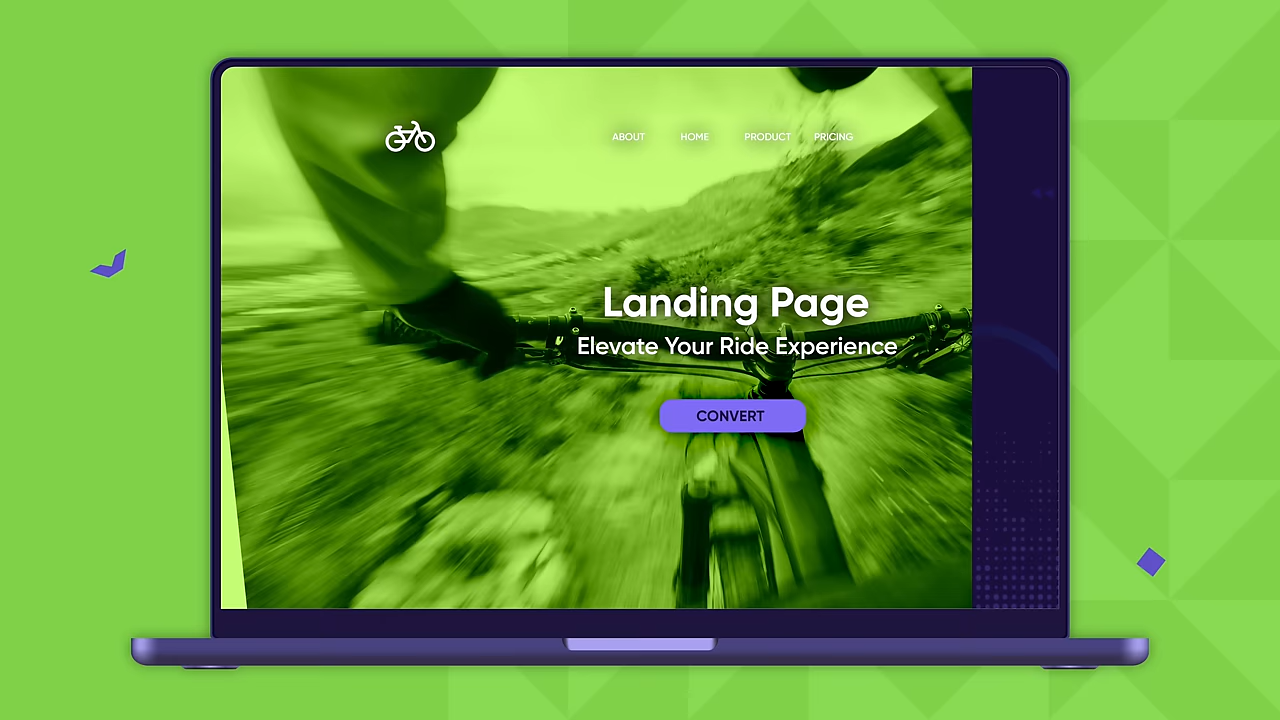 ABOUT HOME PRODUCT PRICING
Landing Page
Elevate Your Ride Experience
CONVERT